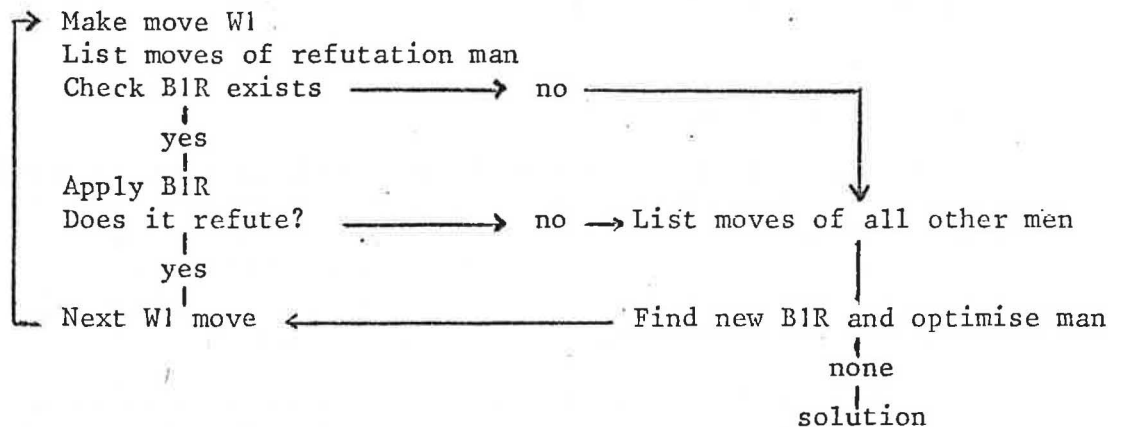 Make move W1
List moves of refutation man
Check B1R exists → no
yes
Apply B1R
Does it refute? → no → List moves of all other men
yes
Next W1 move ← Find new B1R and optimise man
none
solution